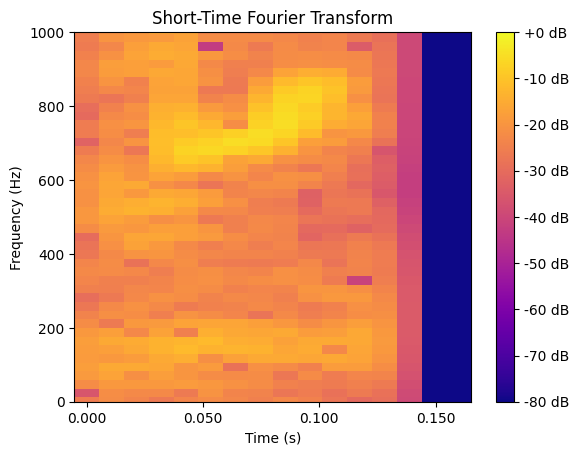 Short-Time Fourier Transform
1000
800
600
400
200
0
Frequency (Hz)
0.000
0.050
0.100
0.150
Time (s)
+0 dB
-10 dB
-20 dB
-30 dB
-40 dB
-50 dB
-60 dB
-70 dB
-80 dB